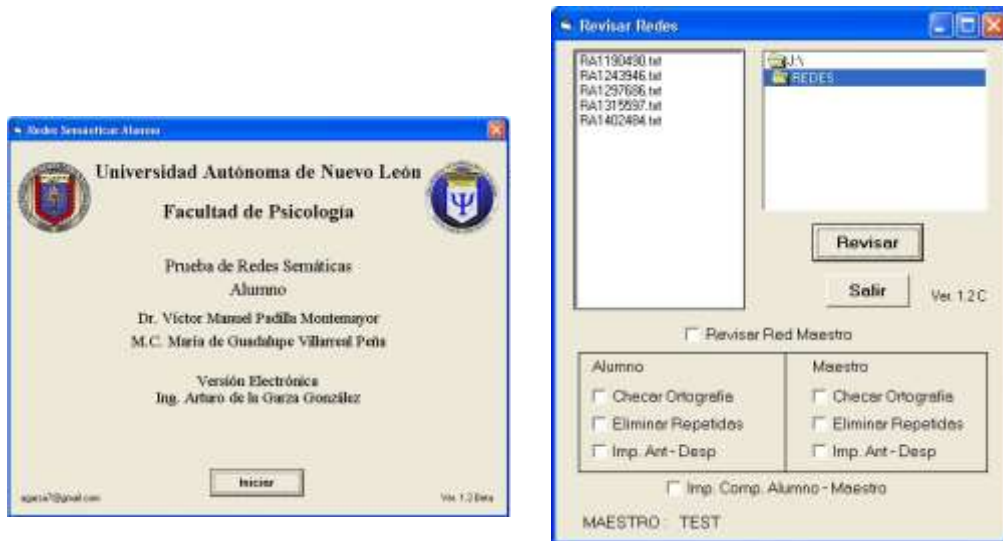 Redes Semánticas Alumno
Universidad Autónoma de Nuevo León
Facultad de Psicología
Prueba de Redes Semáticas
Alumno
Dr. Víctor Manuel Padilla Montemayor
M.C. María de Guadalupe Villarreal Peña
Versión Electrónica
Ing. Arturo de la Garza González
Iniciar
agarza7@gmail.com
Ver. 1.2 Beta
Revisar Redes
RA1190490.txt
RA1243946.txt
RA1297686.txt
RA1315597.txt
RA1402484.txt
J:\
REDES
Revisar
Salir
Ver. 1.2 C
Revisar Red Maestro
Alumno
Checar Ortografia
Eliminar Repetidas
Imp. Ant - Desp
Maestro
Checar Ortografia
Eliminar Repetidas
Imp. Ant - Desp
Imp. Comp. Alumno - Maestro
MAESTRO : TEST